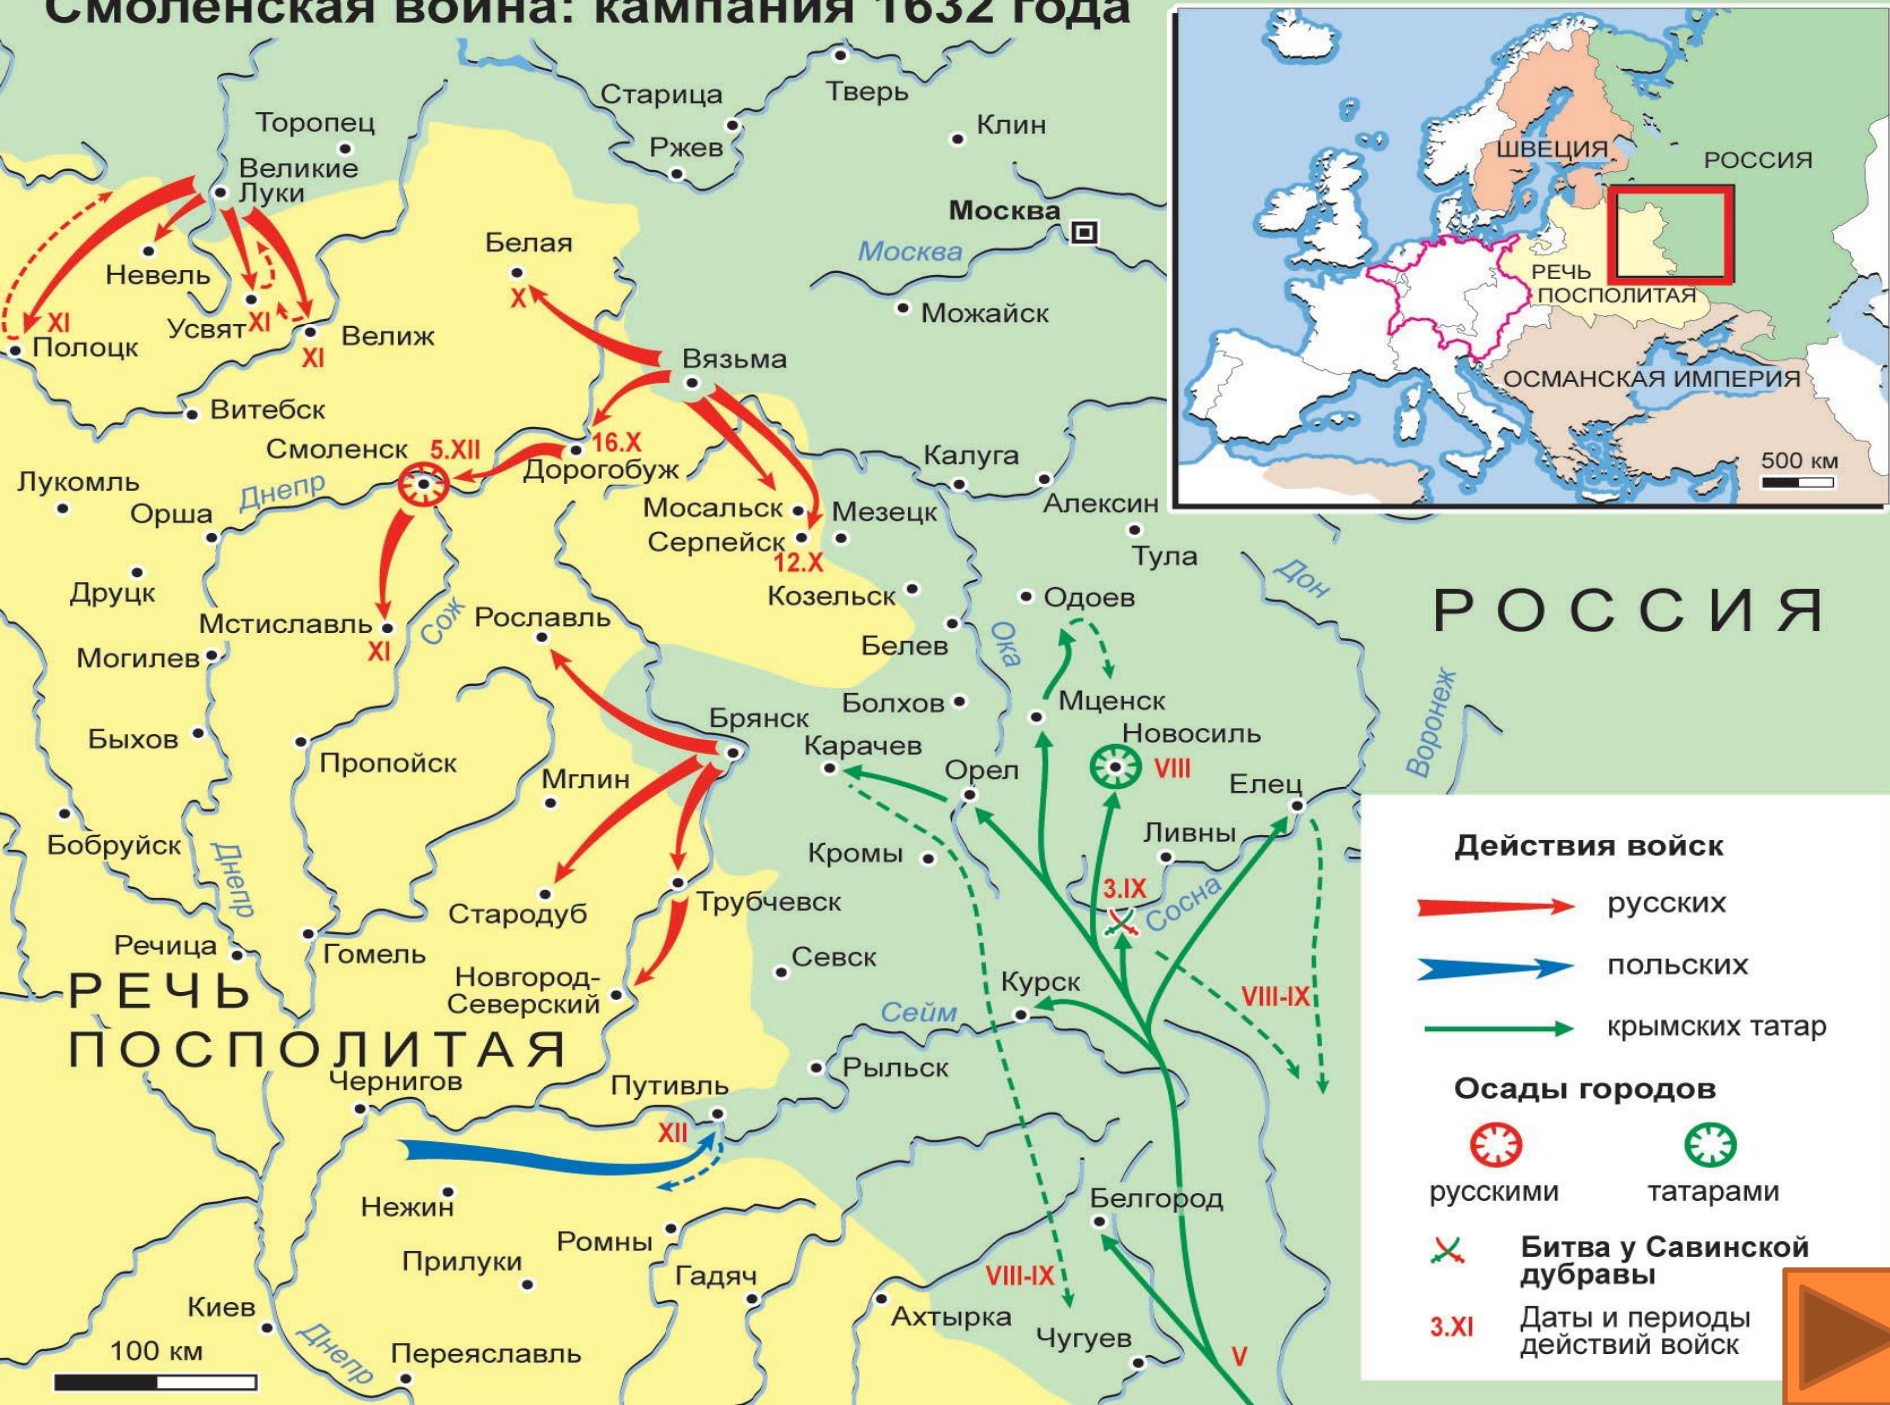 Смоленская война: кампания 1632 года
Старица
Тверь
Торопец
Ржев
Клин
Великие
Луки
Москва
Москва
Белая
X
Невель
XI
Полоцк
Усвят
XI
Велиж
XI
Можайск
Вязьма
Витебск
Смоленск
5.XII
16.X
Дорогобуж
Калуга
Лукомль
Днепр
Орша
Мосальск
Мезецк
Алексин
Серпейск
12.X
Тула
Друцк
Козельск
Одоев
Дон
РОССИЯ
Мстиславль
XI
Сож
Рославль
Белев
Ока
Могилев
Болхов
Мценск
Брянск
Новосиль
VIII
Воронеж
Быхов
Пропойск
Карачев
Орел
Мглин
Елец
Бобруйск
Днепр
Кромы
Ливны
3.IX
Сосна
Стародуб
Трубчевск
Речица
Гомель
Севск
Новгород-
Северский
Курск
VIII-IX
РЕЧЬ
ПОСПОЛИТАЯ
Сейм
Рыльск
Чернигов
Путивль
XII
Нежин
Белгород
Ромны
Прилуки
Гадяч
VIII-IX
Ахтырка
Чугуев
V
Киев
Днепр
Переяславль
100 км
ШВЕЦИЯ
РОССИЯ
РЕЧЬ
ПОСПОЛИТАЯ
ОСМАНСКАЯ ИМПЕРИЯ
500 км
Действия войск
русских
польских
крымских татар
Осады городов
русскими
татарами
Битва у Савинской
дубравы
3.XI
Даты и периоды
действий войск